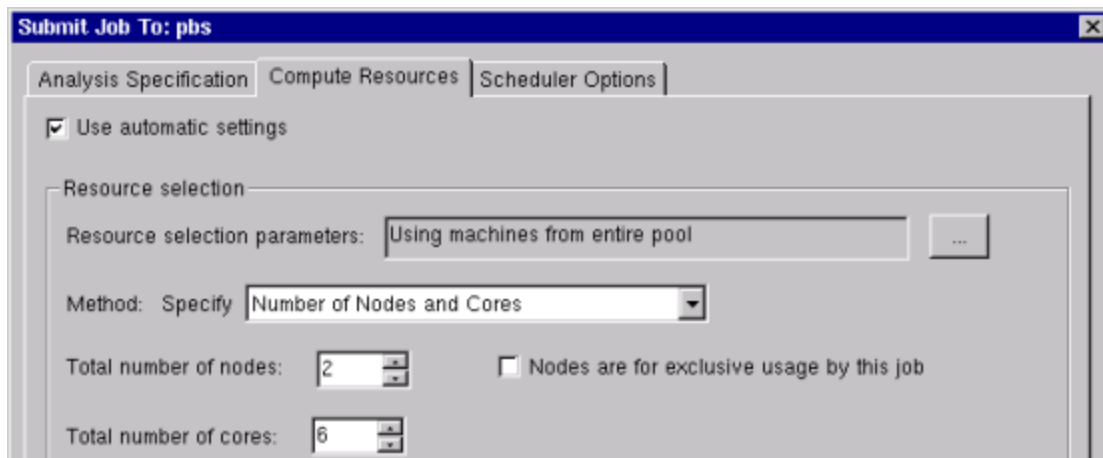 Submit Job To: pbs
Analysis Specification Compute Resources Scheduler Options
Use automatic settings
Resource selection
Resource selection parameters: Using machines from entire pool ...
Method: Specify Number of Nodes and Cores
Total number of nodes: 2 Nodes are for exclusive usage by this job
Total number of cores: 6